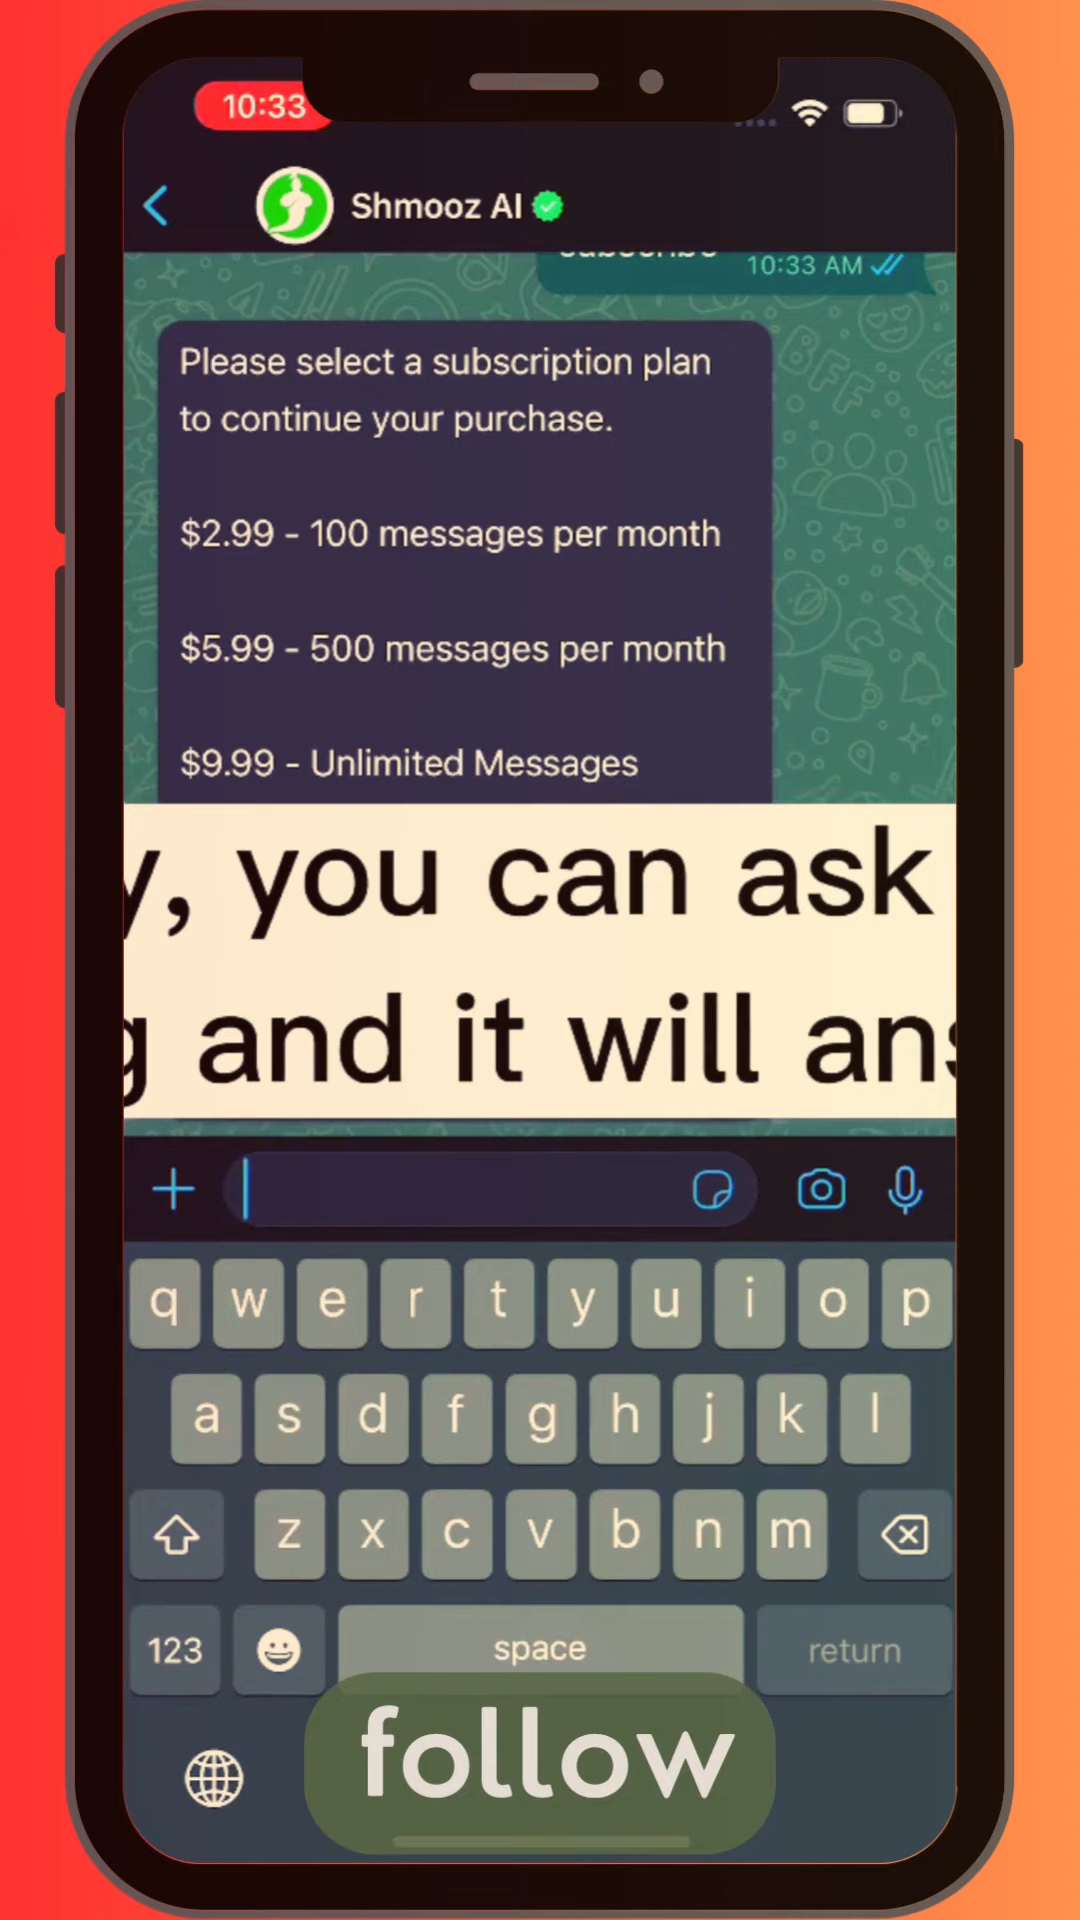 10:33
Shmooz AI
subscribe
10:33 AM
Please select a subscription plan
to continue your purchase.
$2.99 - 100 messages per month
$5.99 - 500 messages per month
$9.99 - Unlimited Messages
y, you can ask
g and it will ans
q w e r t y u i o p
a s d f g h j k l
z x c v b n m
123 space return
follow